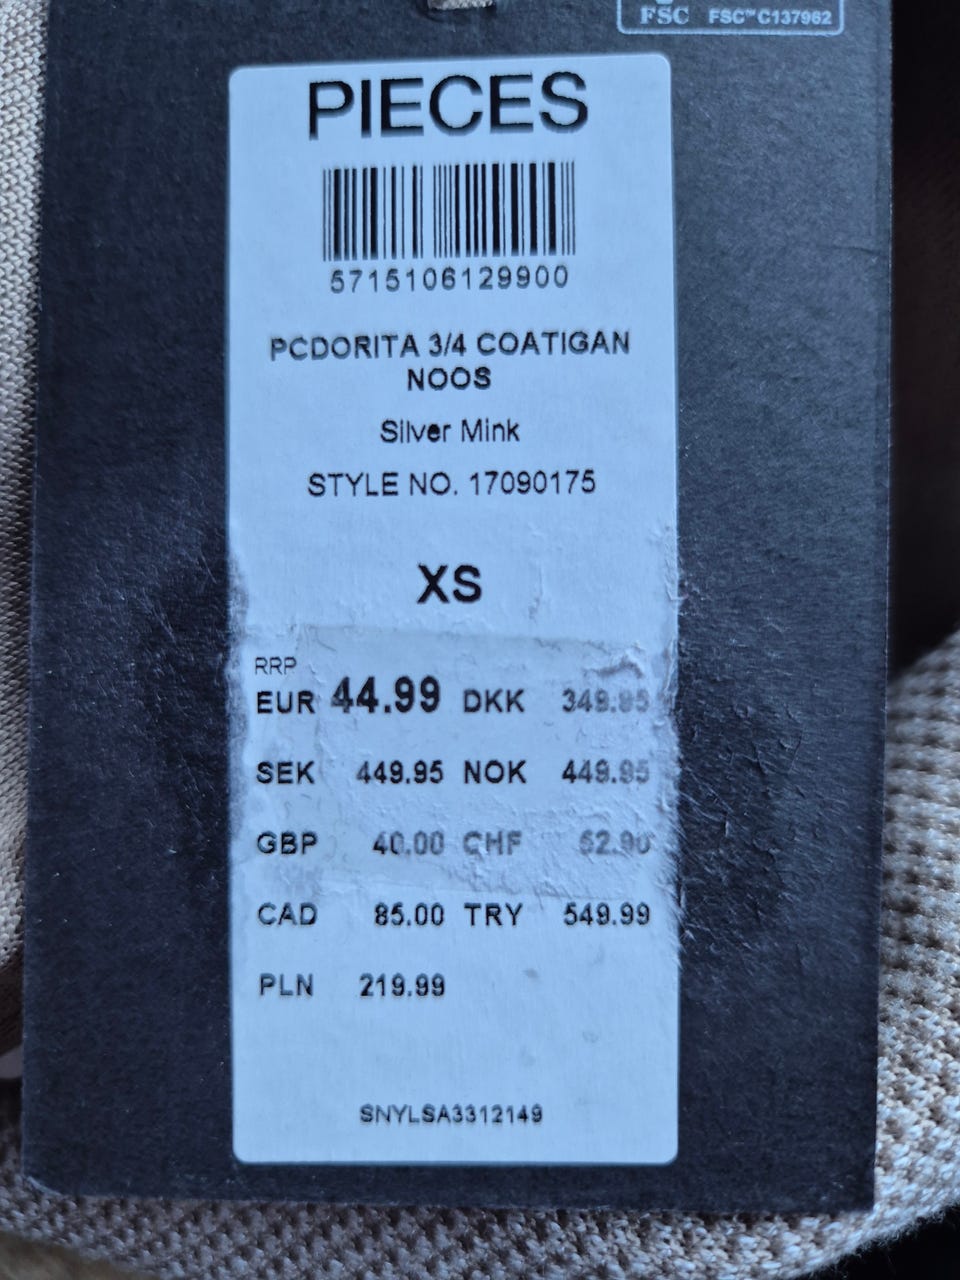 FSC FSC™ C137962
PIECES
5715106129900
PCDORITA 3/4 COATIGAN
NOOS
Silver Mink
STYLE NO. 17090175
XS
RRP
EUR 44.99 DKK 349.95
SEK 449.95 NOK 449.95
GBP 40.00 CHF 62.90
CAD 85.00 TRY 549.99
PLN 219.99
SNYLSA3312149